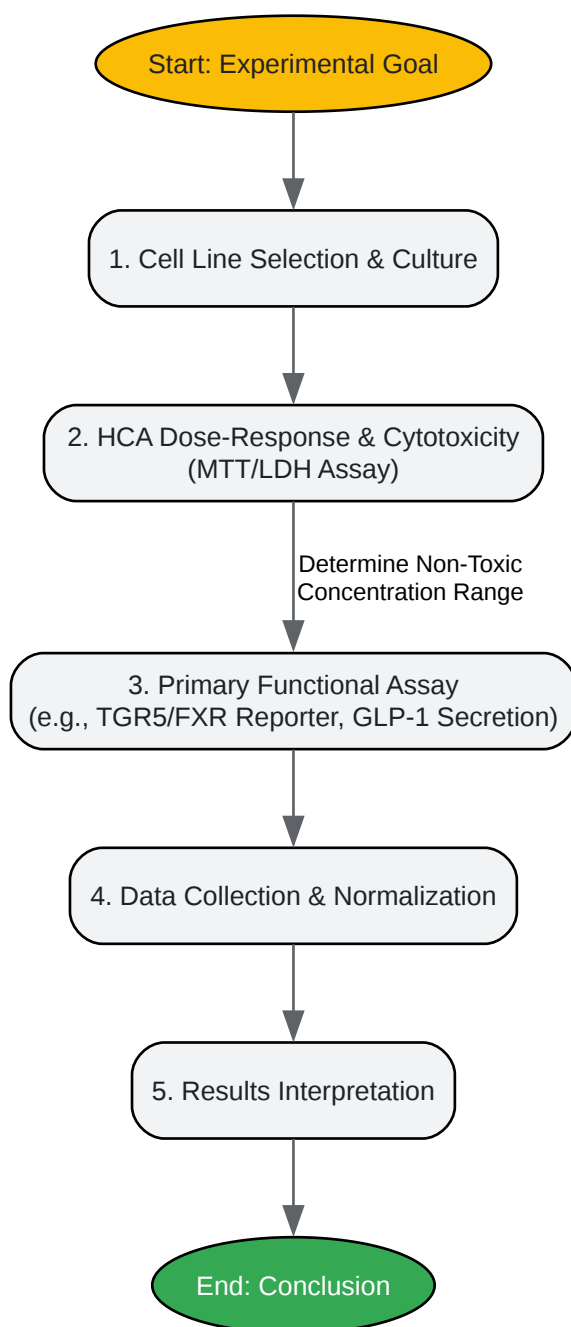 Start: Experimental Goal
1. Cell Line Selection & Culture
2. HCA Dose-Response & Cytotoxicity
(MTT/LDH Assay)
Determine Non-Toxic
Concentration Range
3. Primary Functional Assay
(e.g., TGR5/FXR Reporter, GLP-1 Secretion)
4. Data Collection & Normalization
5. Results Interpretation
End: Conclusion